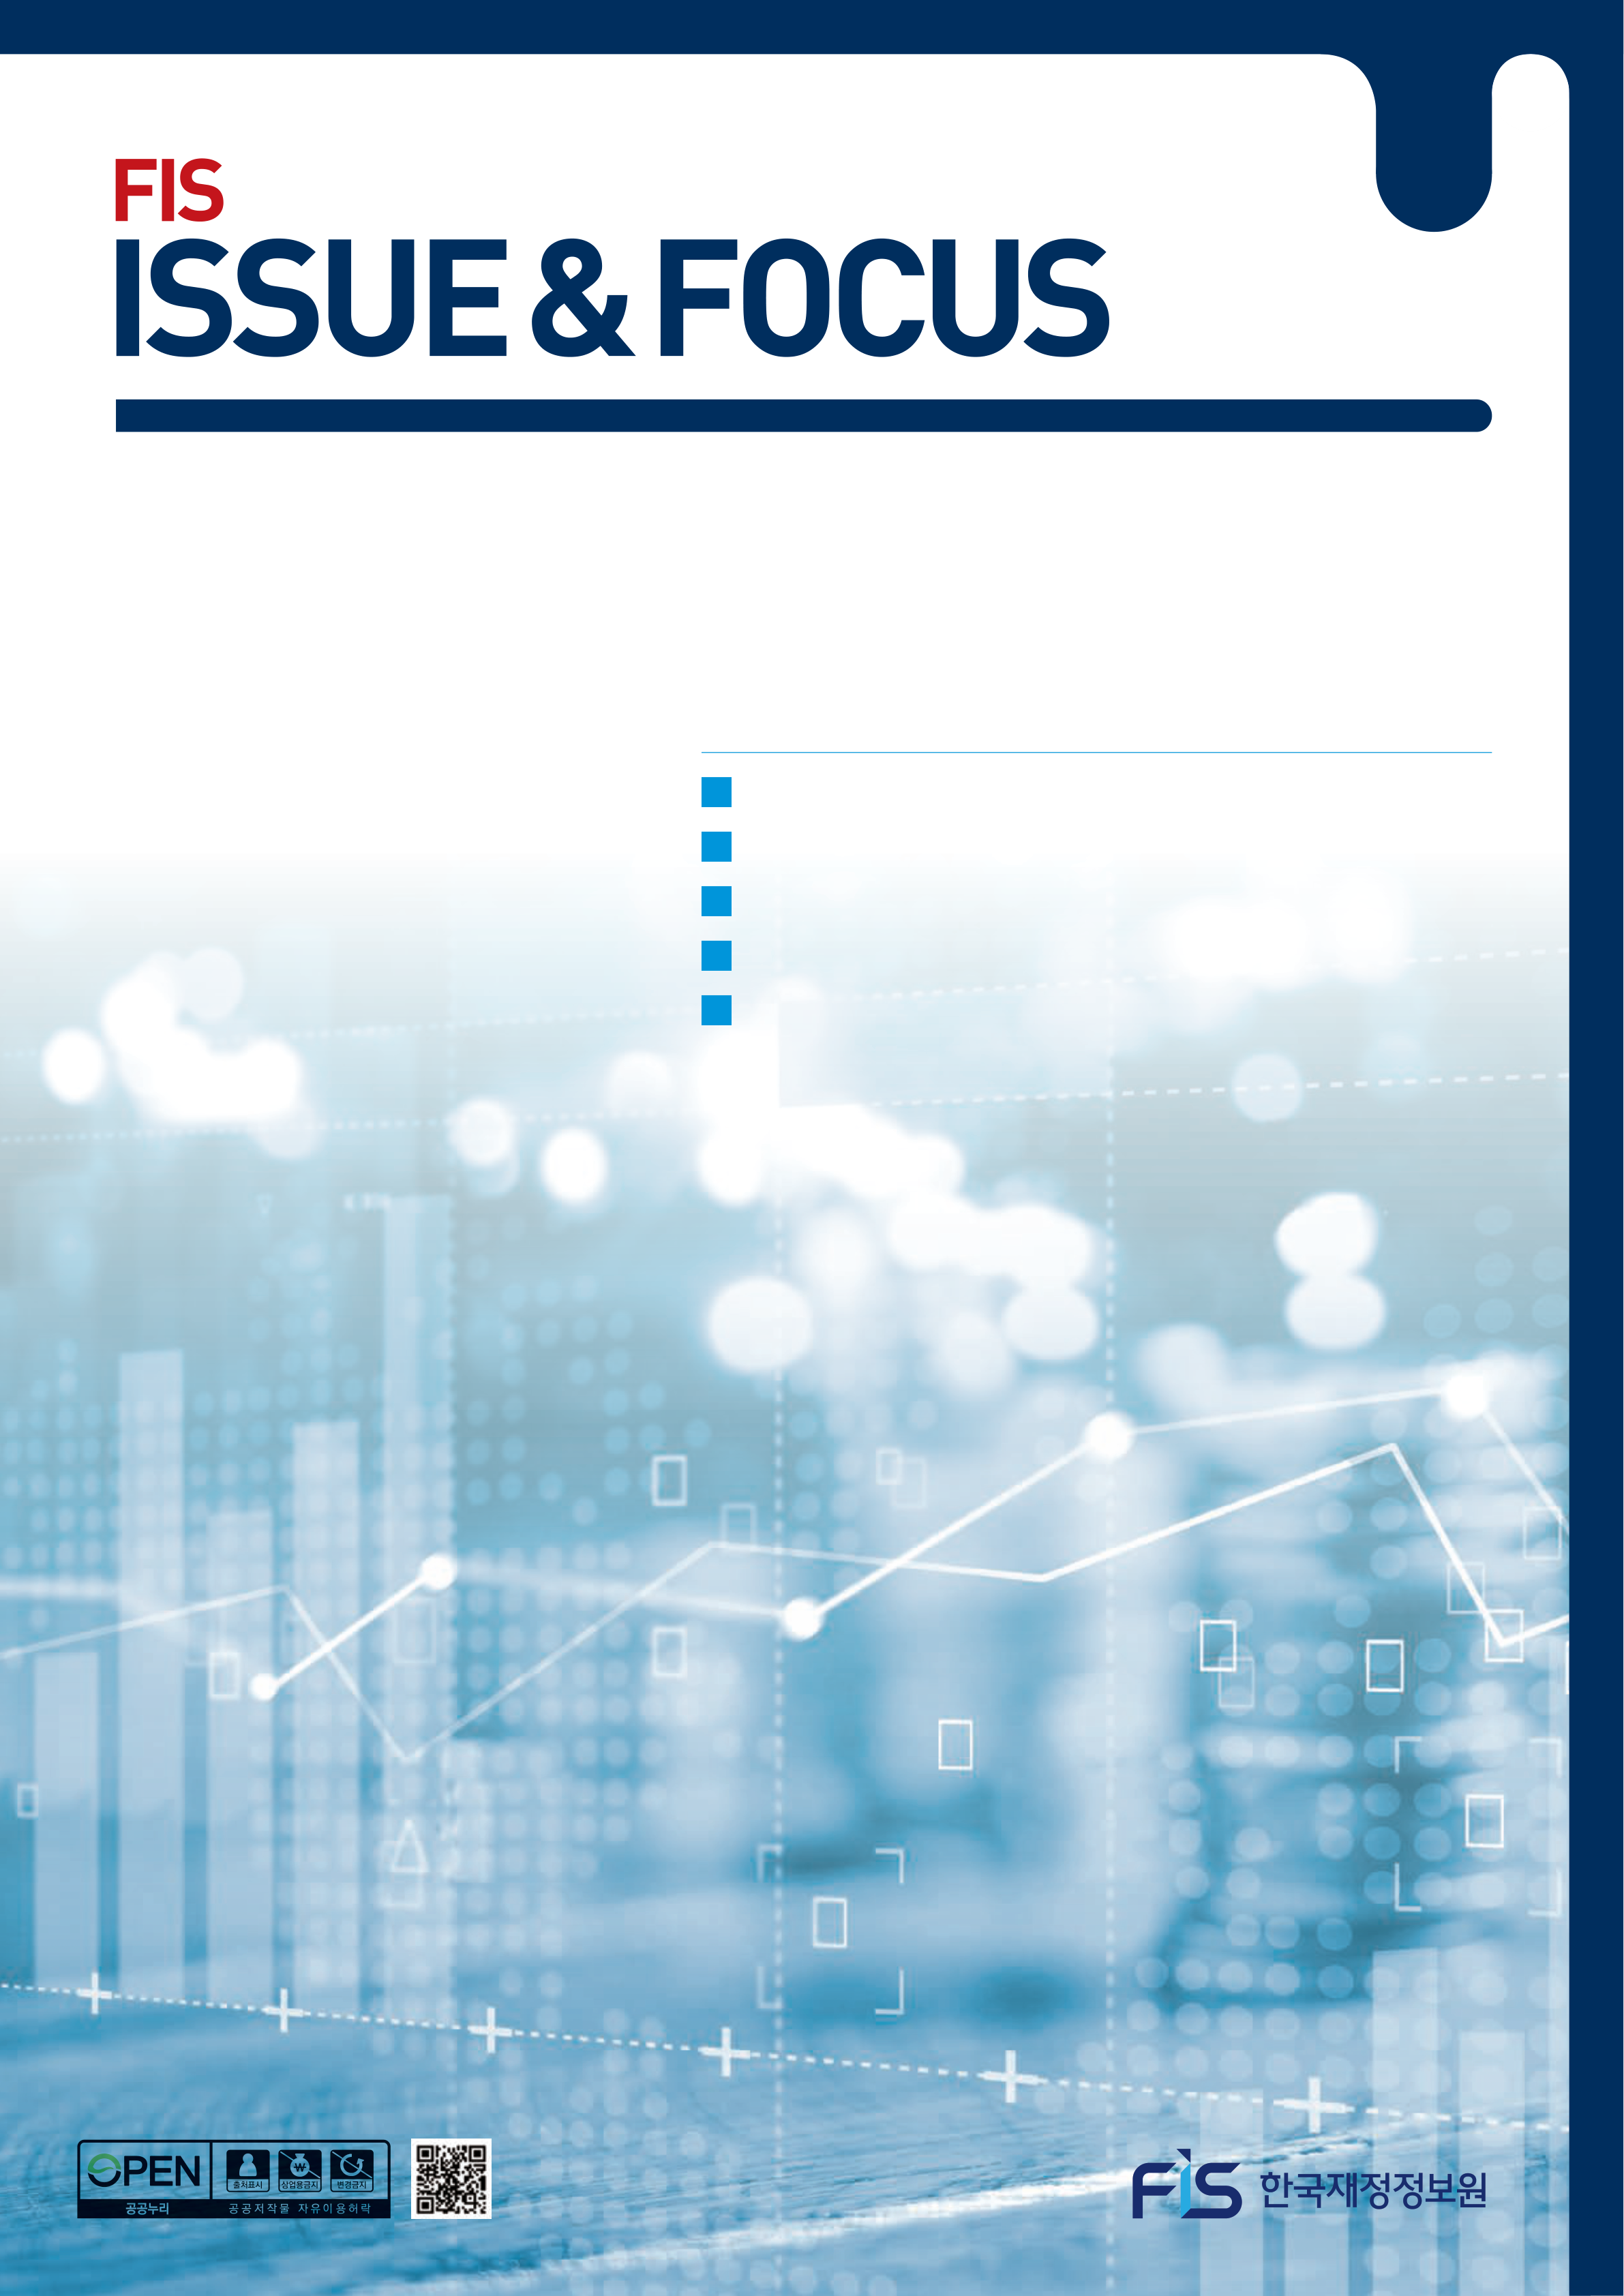 FIS
ISSUE & FOCUS
OPEN
출처표시
상업용금지
변경금지
공공누리
공공저작물 자유이용허락
FIS 한국재정정보원